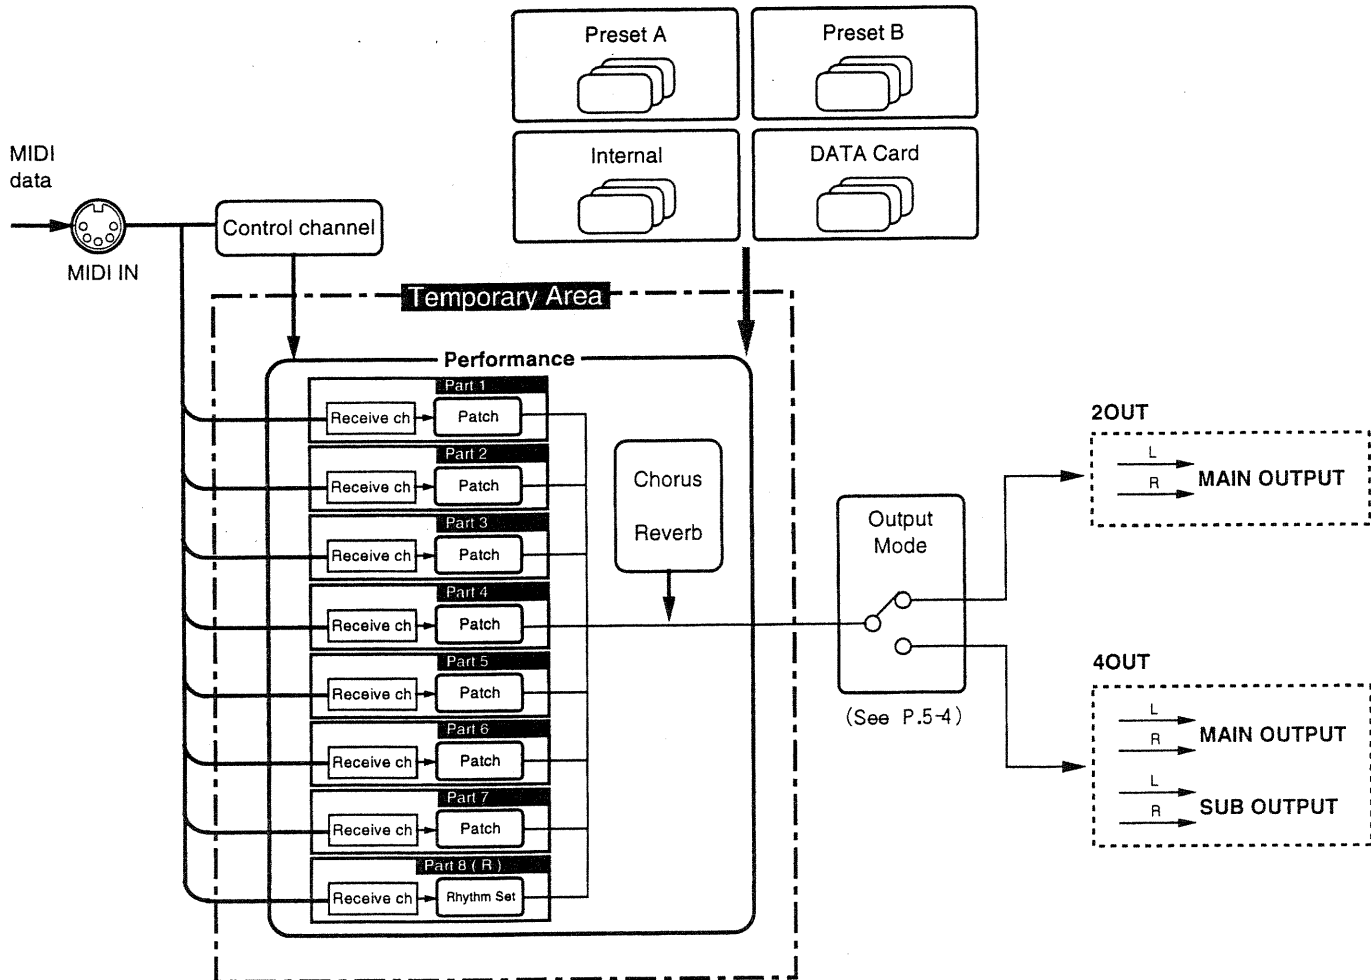 Preset A
Preset B
Internal
DATA Card
MIDI
data
MIDI IN
Control channel
Temporary Area
Performance
Part 1
Receive ch
Patch
Part 2
Receive ch
Patch
Part 3
Receive ch
Patch
Part 4
Receive ch
Patch
Part 5
Receive ch
Patch
Part 6
Receive ch
Patch
Part 7
Receive ch
Patch
Part 8 ( R )
Receive ch
Rhythm Set
Chorus
Reverb
Output
Mode
(See P.5-4)
2OUT
L
R
MAIN OUTPUT
4OUT
L
R
MAIN OUTPUT
L
R
SUB OUTPUT